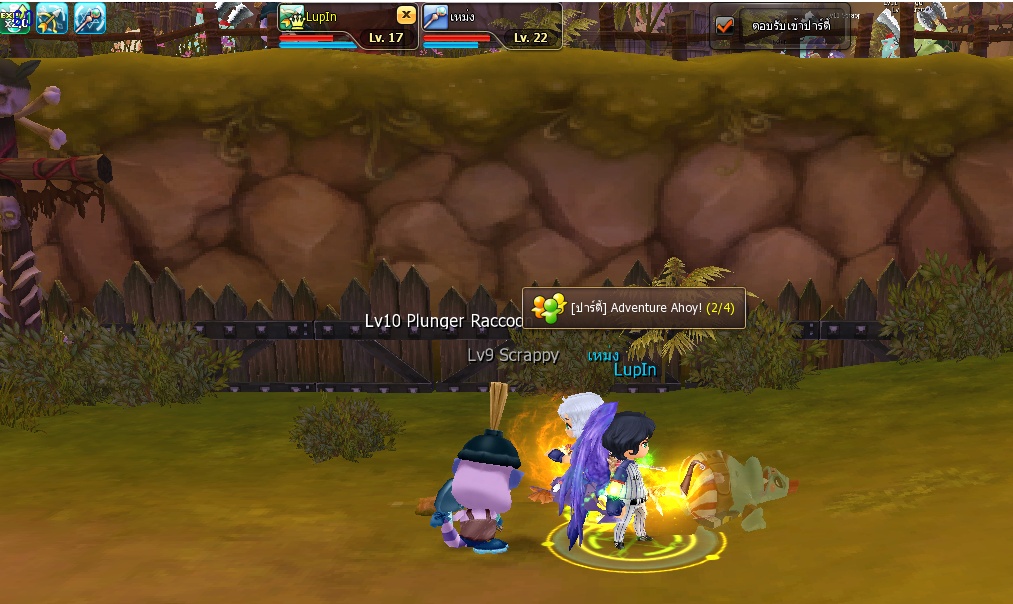 EXP
x20
LupIn
Lv. 17
เหมง
Lv. 22
ตอบรับเข้าปาร์ตี้
[ปาร์ตี้] Adventure Ahoy! (2/4)
Lv10 Plunger Raccoo
Lv9 Scrappy
เหมง
LupIn